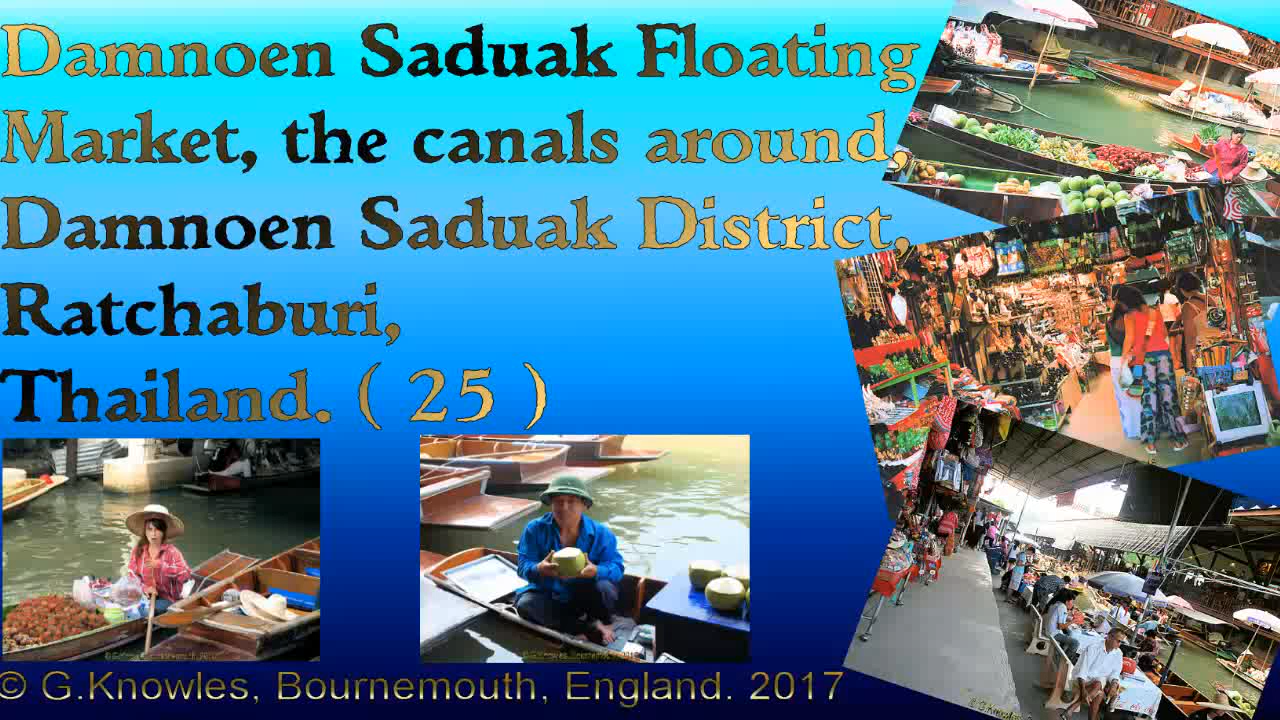 Damnoen Saduak Floating
Market, the canals around,
Damnoen Saduak District,
Ratchaburi,
Thailand. ( 25 )
© G.Knowles, Bournemouth, England. 2017